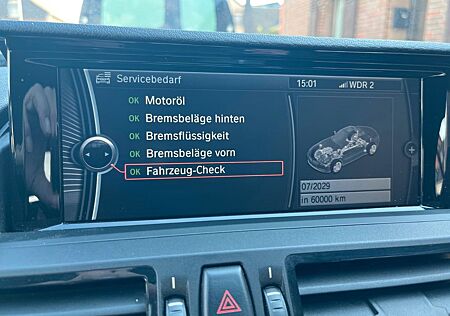 Servicebedarf
15:01
WDR 2
OK Motoröl
OK Bremsbeläge hinten
OK Bremsflüssigkeit
OK Bremsbeläge vorn
OK Fahrzeug-Check
07/2029
in 60000 km